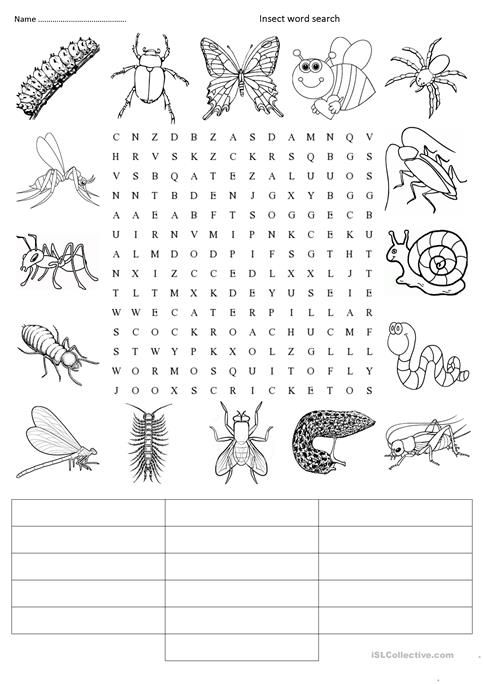 Name ........................................ Insect word search
C N Z D B Z A S D A M N Q V
H R V S K Z C K R S Q B G S
V S B Q A T E Z A L U U O S
N N T B D E N J G X Y B G G
A A E A B F T S O G G E C B
U I R N V M I P N K C E K U
A L M D O D P I F S G T H T
N X I Z C C E D L X X L J T
T L T M X K D E Y U S E I E
W W E C A T E R P I L L A R
S C O C K R O A C H U C M F
S T W Y P K X O L Z G L L L
W O R M O S Q U I T O F L Y
J O O X S C R I C K E T O S
iSLCollective.com